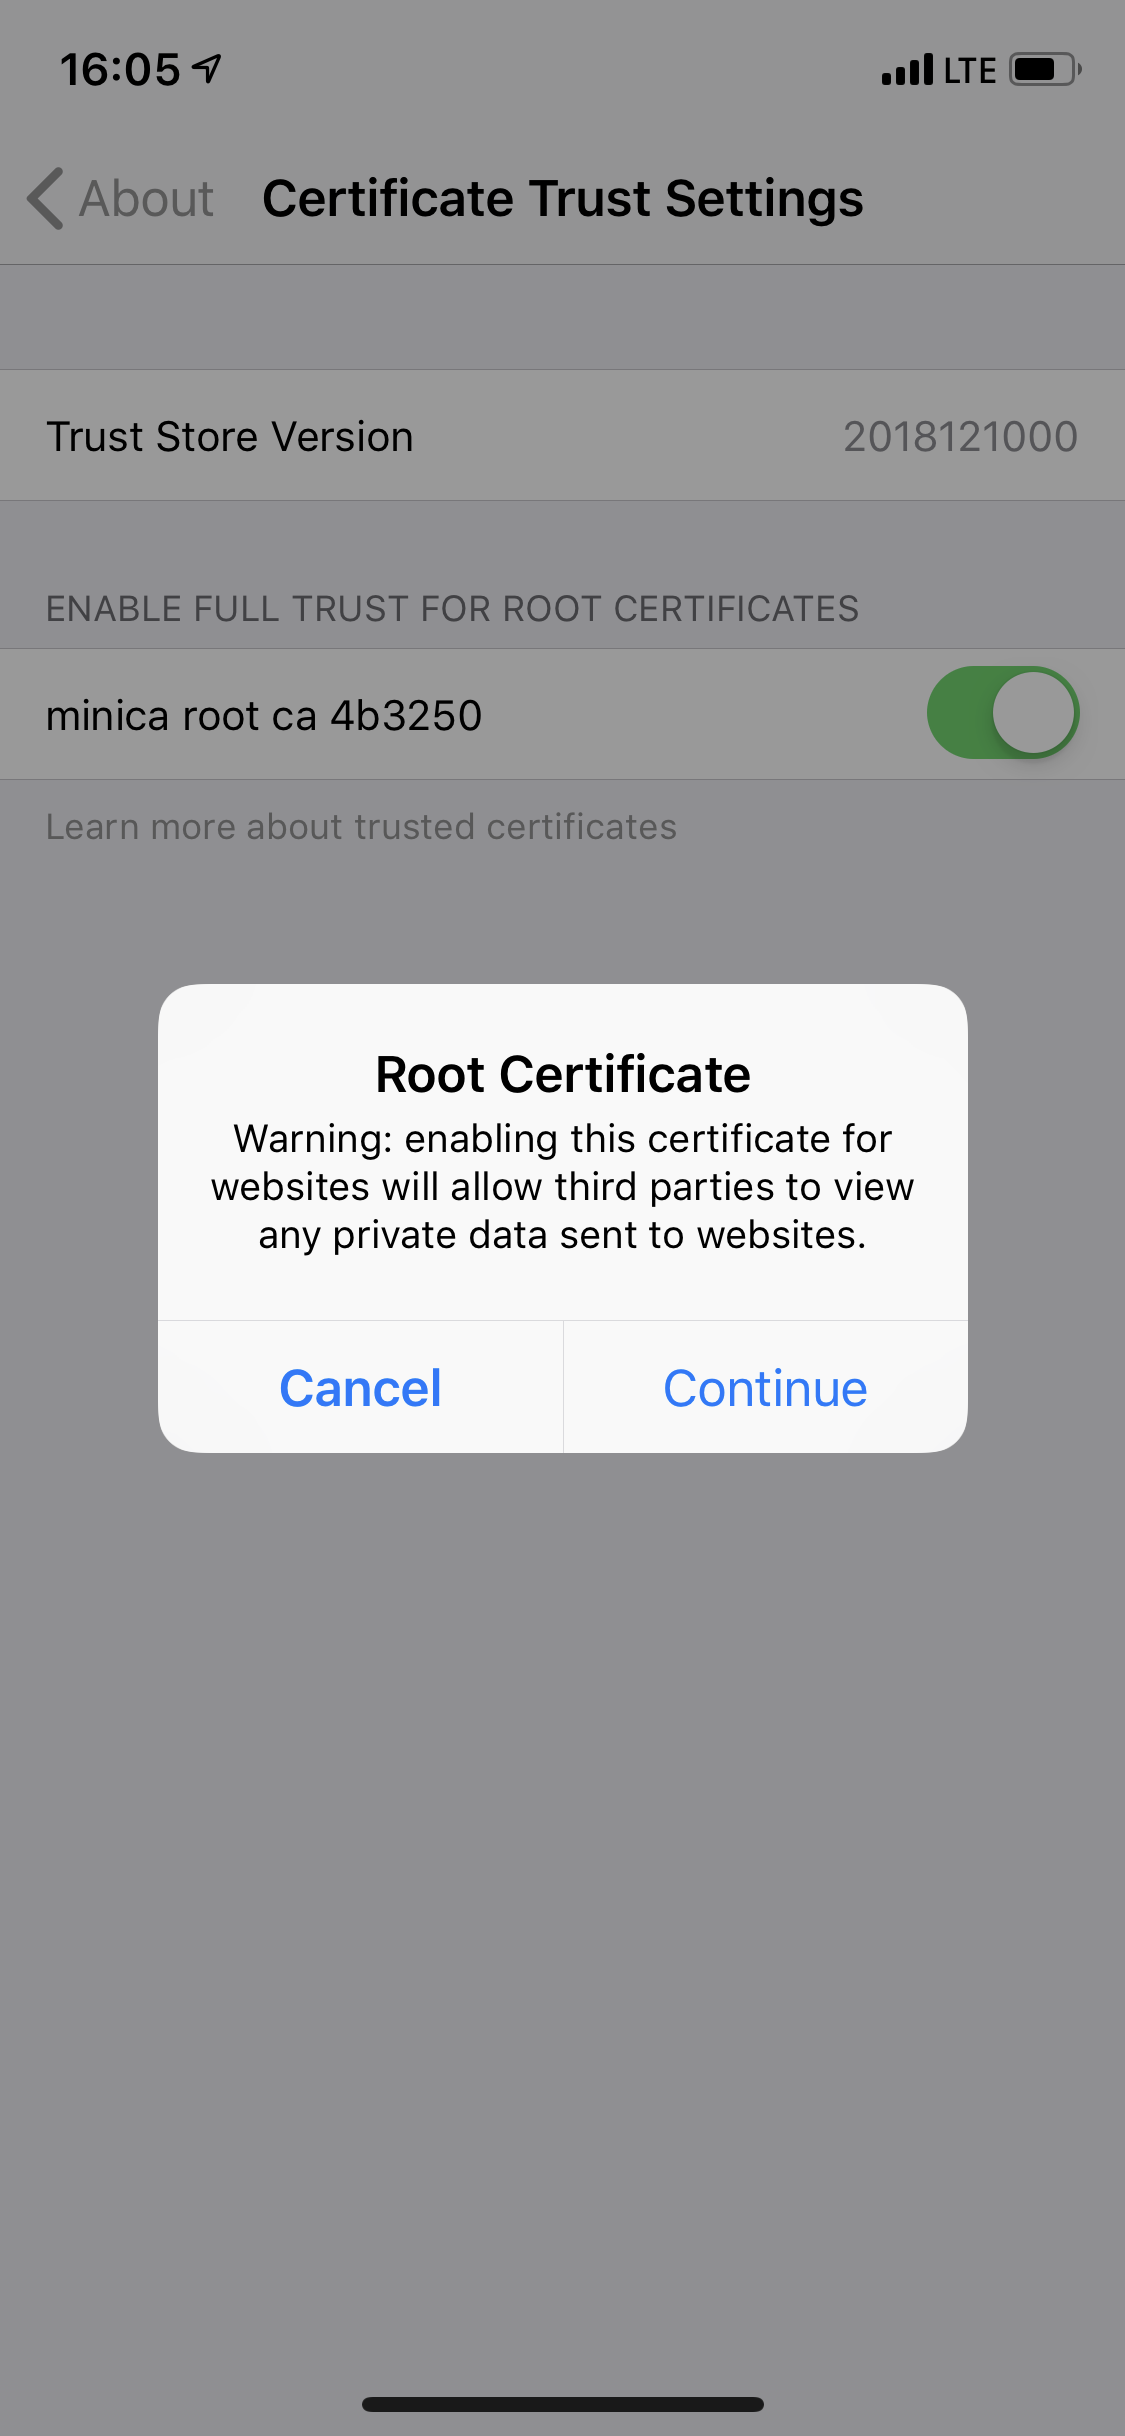 16:05 LTE
About Certificate Trust Settings
Trust Store Version 2018121000
ENABLE FULL TRUST FOR ROOT CERTIFICATES
minica root ca 4b3250
Learn more about trusted certificates
Root Certificate
Warning: enabling this certificate for
websites will allow third parties to view
any private data sent to websites.
Cancel Continue